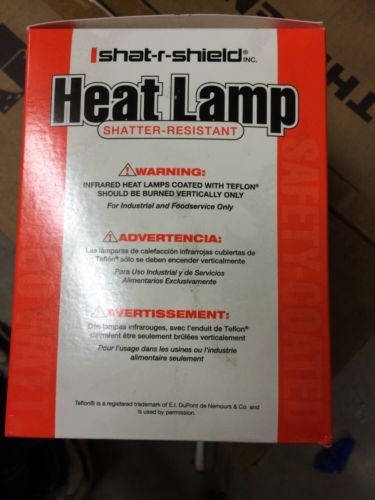 shat-r-shield® INC.
Heat Lamp
SHATTER-RESISTANT
WARNING:
INFRARED HEAT LAMPS COATED WITH TEFLON®
SHOULD BE BURNED VERTICALLY ONLY
For Industrial and Foodservice Only
ADVERTENCIA:
Las lámparas de calefacción infrarrojas cubiertas de
Teflon® sólo se deben encender verticalmente
Para Uso Industrial y de Servicios
Alimentarios Exclusivamente
AVERTISSEMENT:
Des lampes infrarouges, avec l'enduit de Teflon®
devraient être seulement brûlées verticalement
Pour l'usage dans les usines ou l'industrie
alimentaire seulement
Teflon® is a registered trademark of E.I. DuPont de Nemours & Co. and
is used by permission.